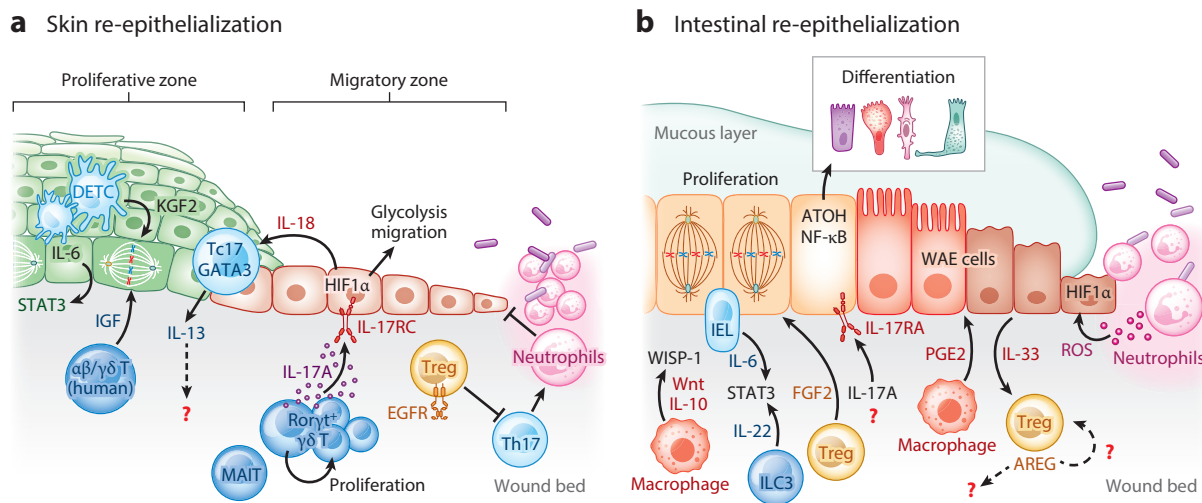 a Skin re-epithelialization
Proliferative zone
Migratory zone
DETC
KGF2
IL-6
STAT3
IGF
αβ/γδ T
(human)
Tc17
GATA3
IL-13
?
IL-18
Glycolysis
migration
HIF1α
IL-17RC
IL-17A
Rorγt⁺
γδ T
MAIT
Proliferation
Treg
EGFR
Th17
Neutrophils
Wound bed
b Intestinal re-epithelialization
Differentiation
Mucous layer
Proliferation
ATOH
NF-κB
WAE cells
HIF1α
IEL
IL-17RA
WISP-1
Wnt
IL-10
Macrophage
IL-6
STAT3
IL-22
ILC3
FGF2
Treg
IL-17A
?
PGE2
Macrophage
IL-33
Treg
AREG
?
?
ROS
Neutrophils
Wound bed